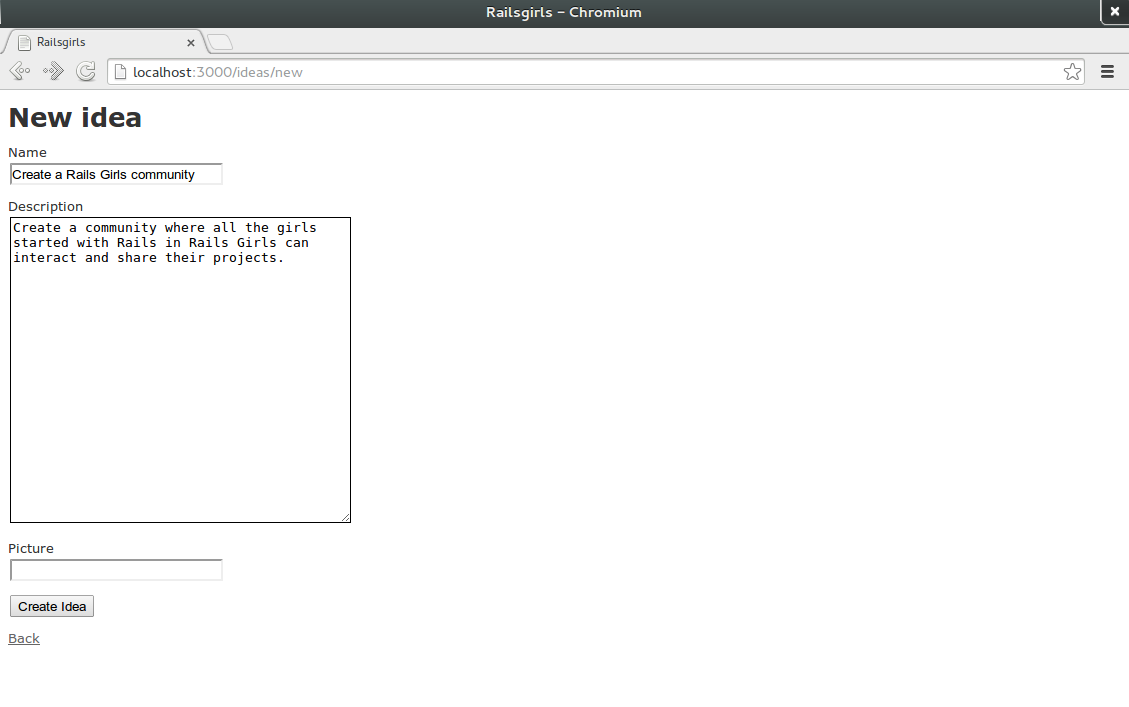 Railsgirls - Chromium
Railsgirls
localhost:3000/ideas/new
New idea
Name
Create a Rails Girls community
Description
Create a community where all the girls
started with Rails in Rails Girls can
interact and share their projects.
Picture
Create Idea
Back